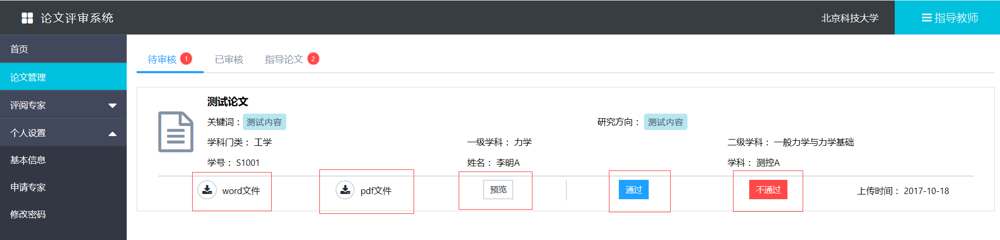 论文评审系统
北京科技大学
指导教师
首页
论文管理
评阅专家
个人设置
基本信息
申请专家
修改密码
待审核 1 已审核 指导论文 2
测试论文
关键词： 测试内容 研究方向： 测试内容
学科门类： 工学 一级学科： 力学 二级学科： 一般力学与力学基础
学号： S1001 姓名： 李明A 学科： 测控A
word文件 pdf文件 预览 通过 不通过 上传时间： 2017-10-18